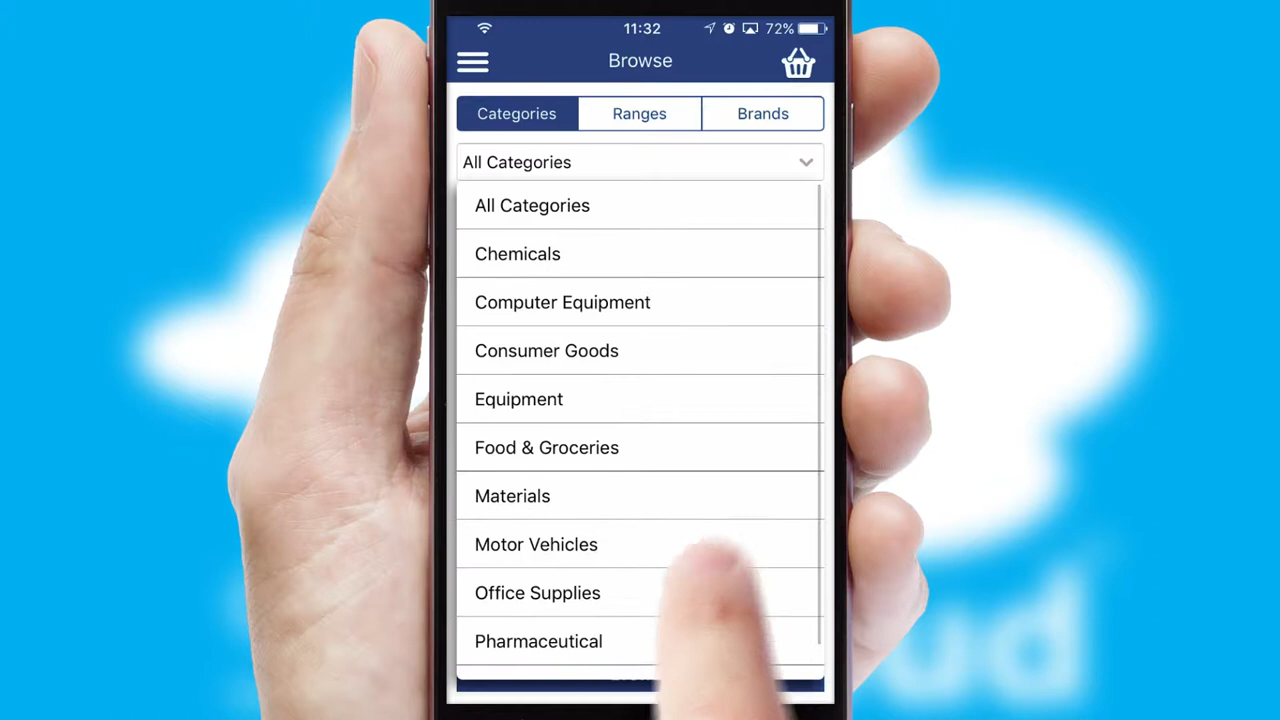 11:32
72%
Browse
Categories
Ranges
Brands
All Categories
All Categories
Chemicals
Computer Equipment
Consumer Goods
Equipment
Food & Groceries
Materials
Motor Vehicles
Office Supplies
Pharmaceutical